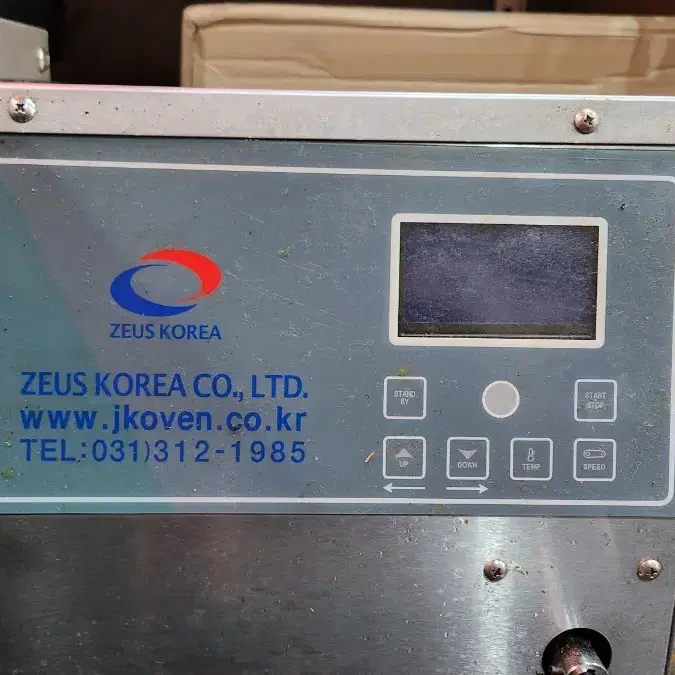 ZEUS KOREA
ZEUS KOREA CO., LTD.
www.jkoven.co.kr
TEL:031)312-1985
STAND
BY
START
STOP
UP
DOWN
TEMP
SPEED